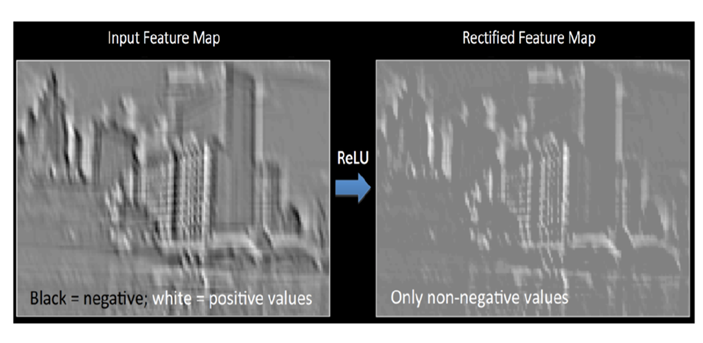 Input Feature Map
Rectified Feature Map
ReLU
Black = negative; white = positive values
Only non-negative values